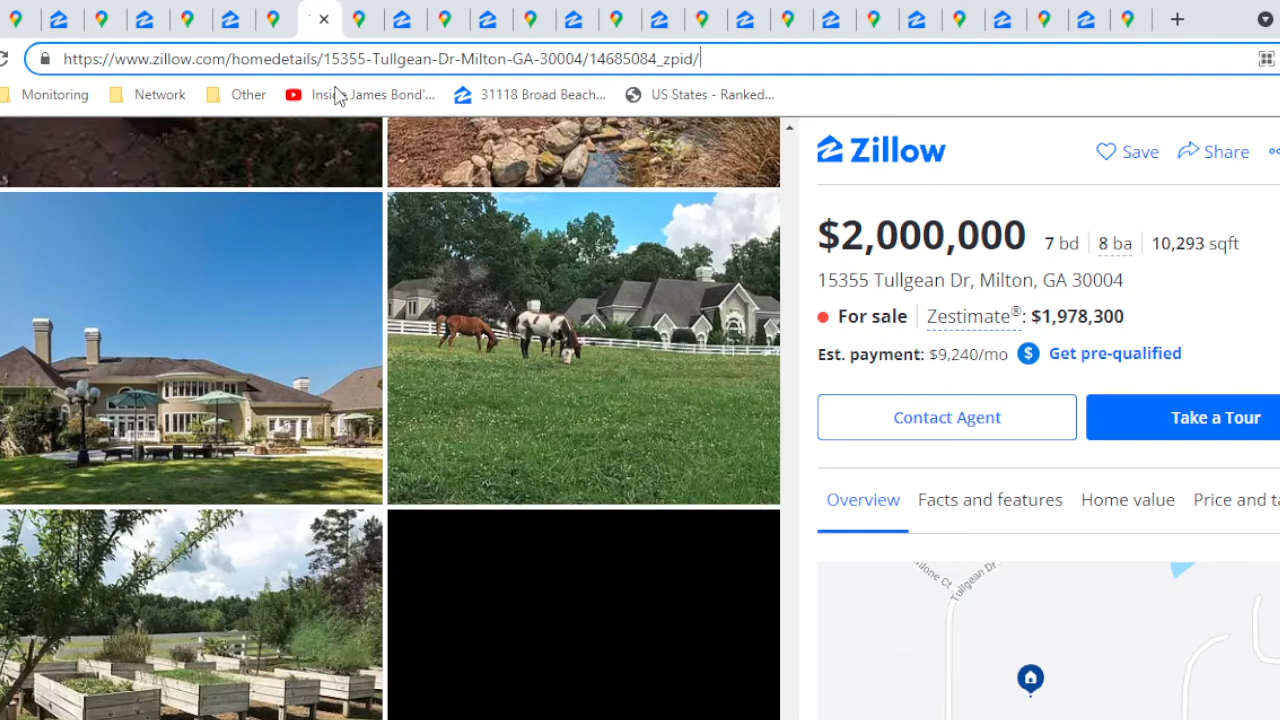 https://www.zillow.com/homedetails/15355-Tullgean-Dr-Milton-GA-30004/14685084_zpid/
Monitoring Network Other James Bond'... 31118 Broad Beach... US States - Ranked...
Zillow Save Share
$2,000,000 7 bd 8 ba 10,293 sqft
15355 Tullgean Dr, Milton, GA 30004
For sale Zestimate®: $1,978,300
Est. payment: $9,240/mo $ Get pre-qualified
Contact Agent Take a Tour
Overview Facts and features Home value Price and
Tullgean Dr